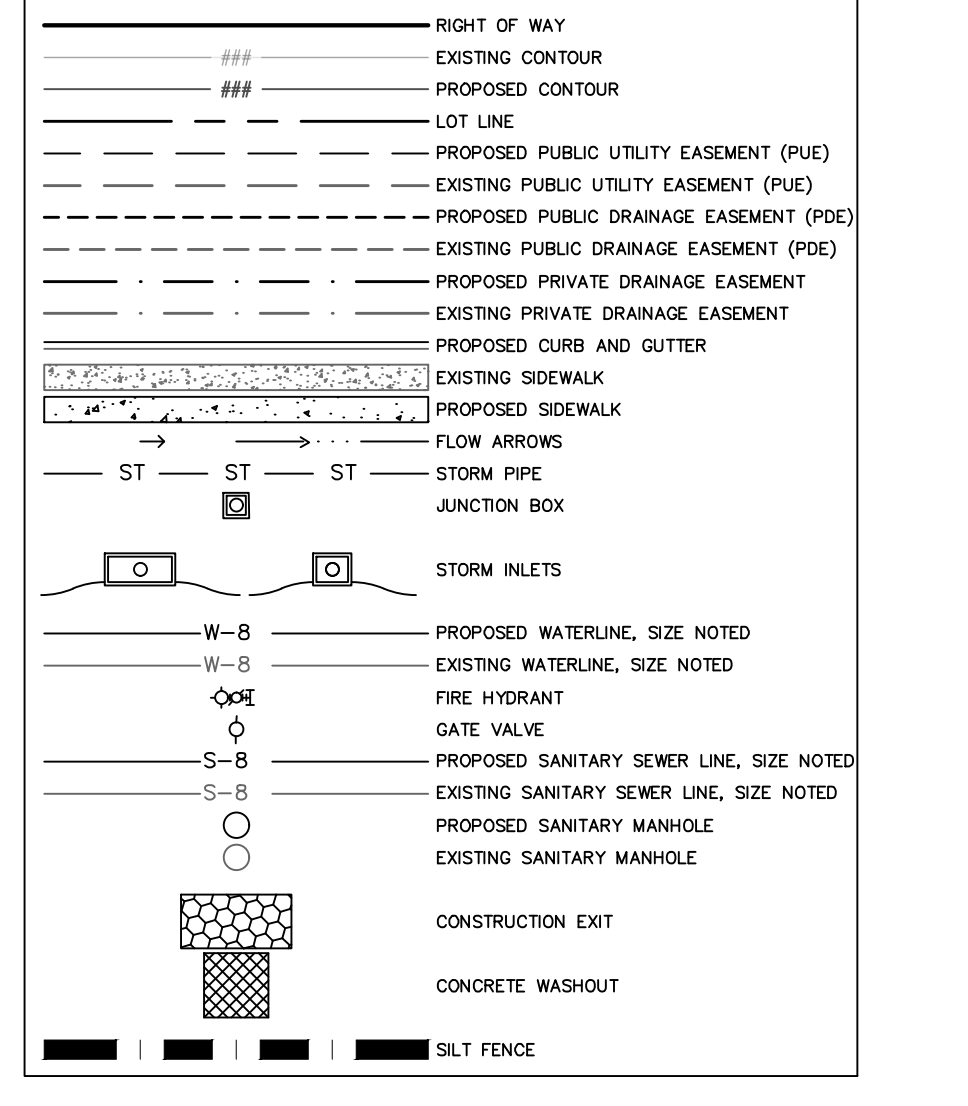 RIGHT OF WAY
### EXISTING CONTOUR
### PROPOSED CONTOUR
LOT LINE
PROPOSED PUBLIC UTILITY EASEMENT (PUE)
EXISTING PUBLIC UTILITY EASEMENT (PUE)
PROPOSED PUBLIC DRAINAGE EASEMENT (PDE)
EXISTING PUBLIC DRAINAGE EASEMENT (PDE)
PROPOSED PRIVATE DRAINAGE EASEMENT
EXISTING PRIVATE DRAINAGE EASEMENT
PROPOSED CURB AND GUTTER
EXISTING SIDEWALK
PROPOSED SIDEWALK
FLOW ARROWS
ST ST ST STORM PIPE
JUNCTION BOX
STORM INLETS
W-8 PROPOSED WATERLINE, SIZE NOTED
W-8 EXISTING WATERLINE, SIZE NOTED
FIRE HYDRANT
GATE VALVE
S-8 PROPOSED SANITARY SEWER LINE, SIZE NOTED
S-8 EXISTING SANITARY SEWER LINE, SIZE NOTED
PROPOSED SANITARY MANHOLE
EXISTING SANITARY MANHOLE
CONSTRUCTION EXIT
CONCRETE WASHOUT
SILT FENCE